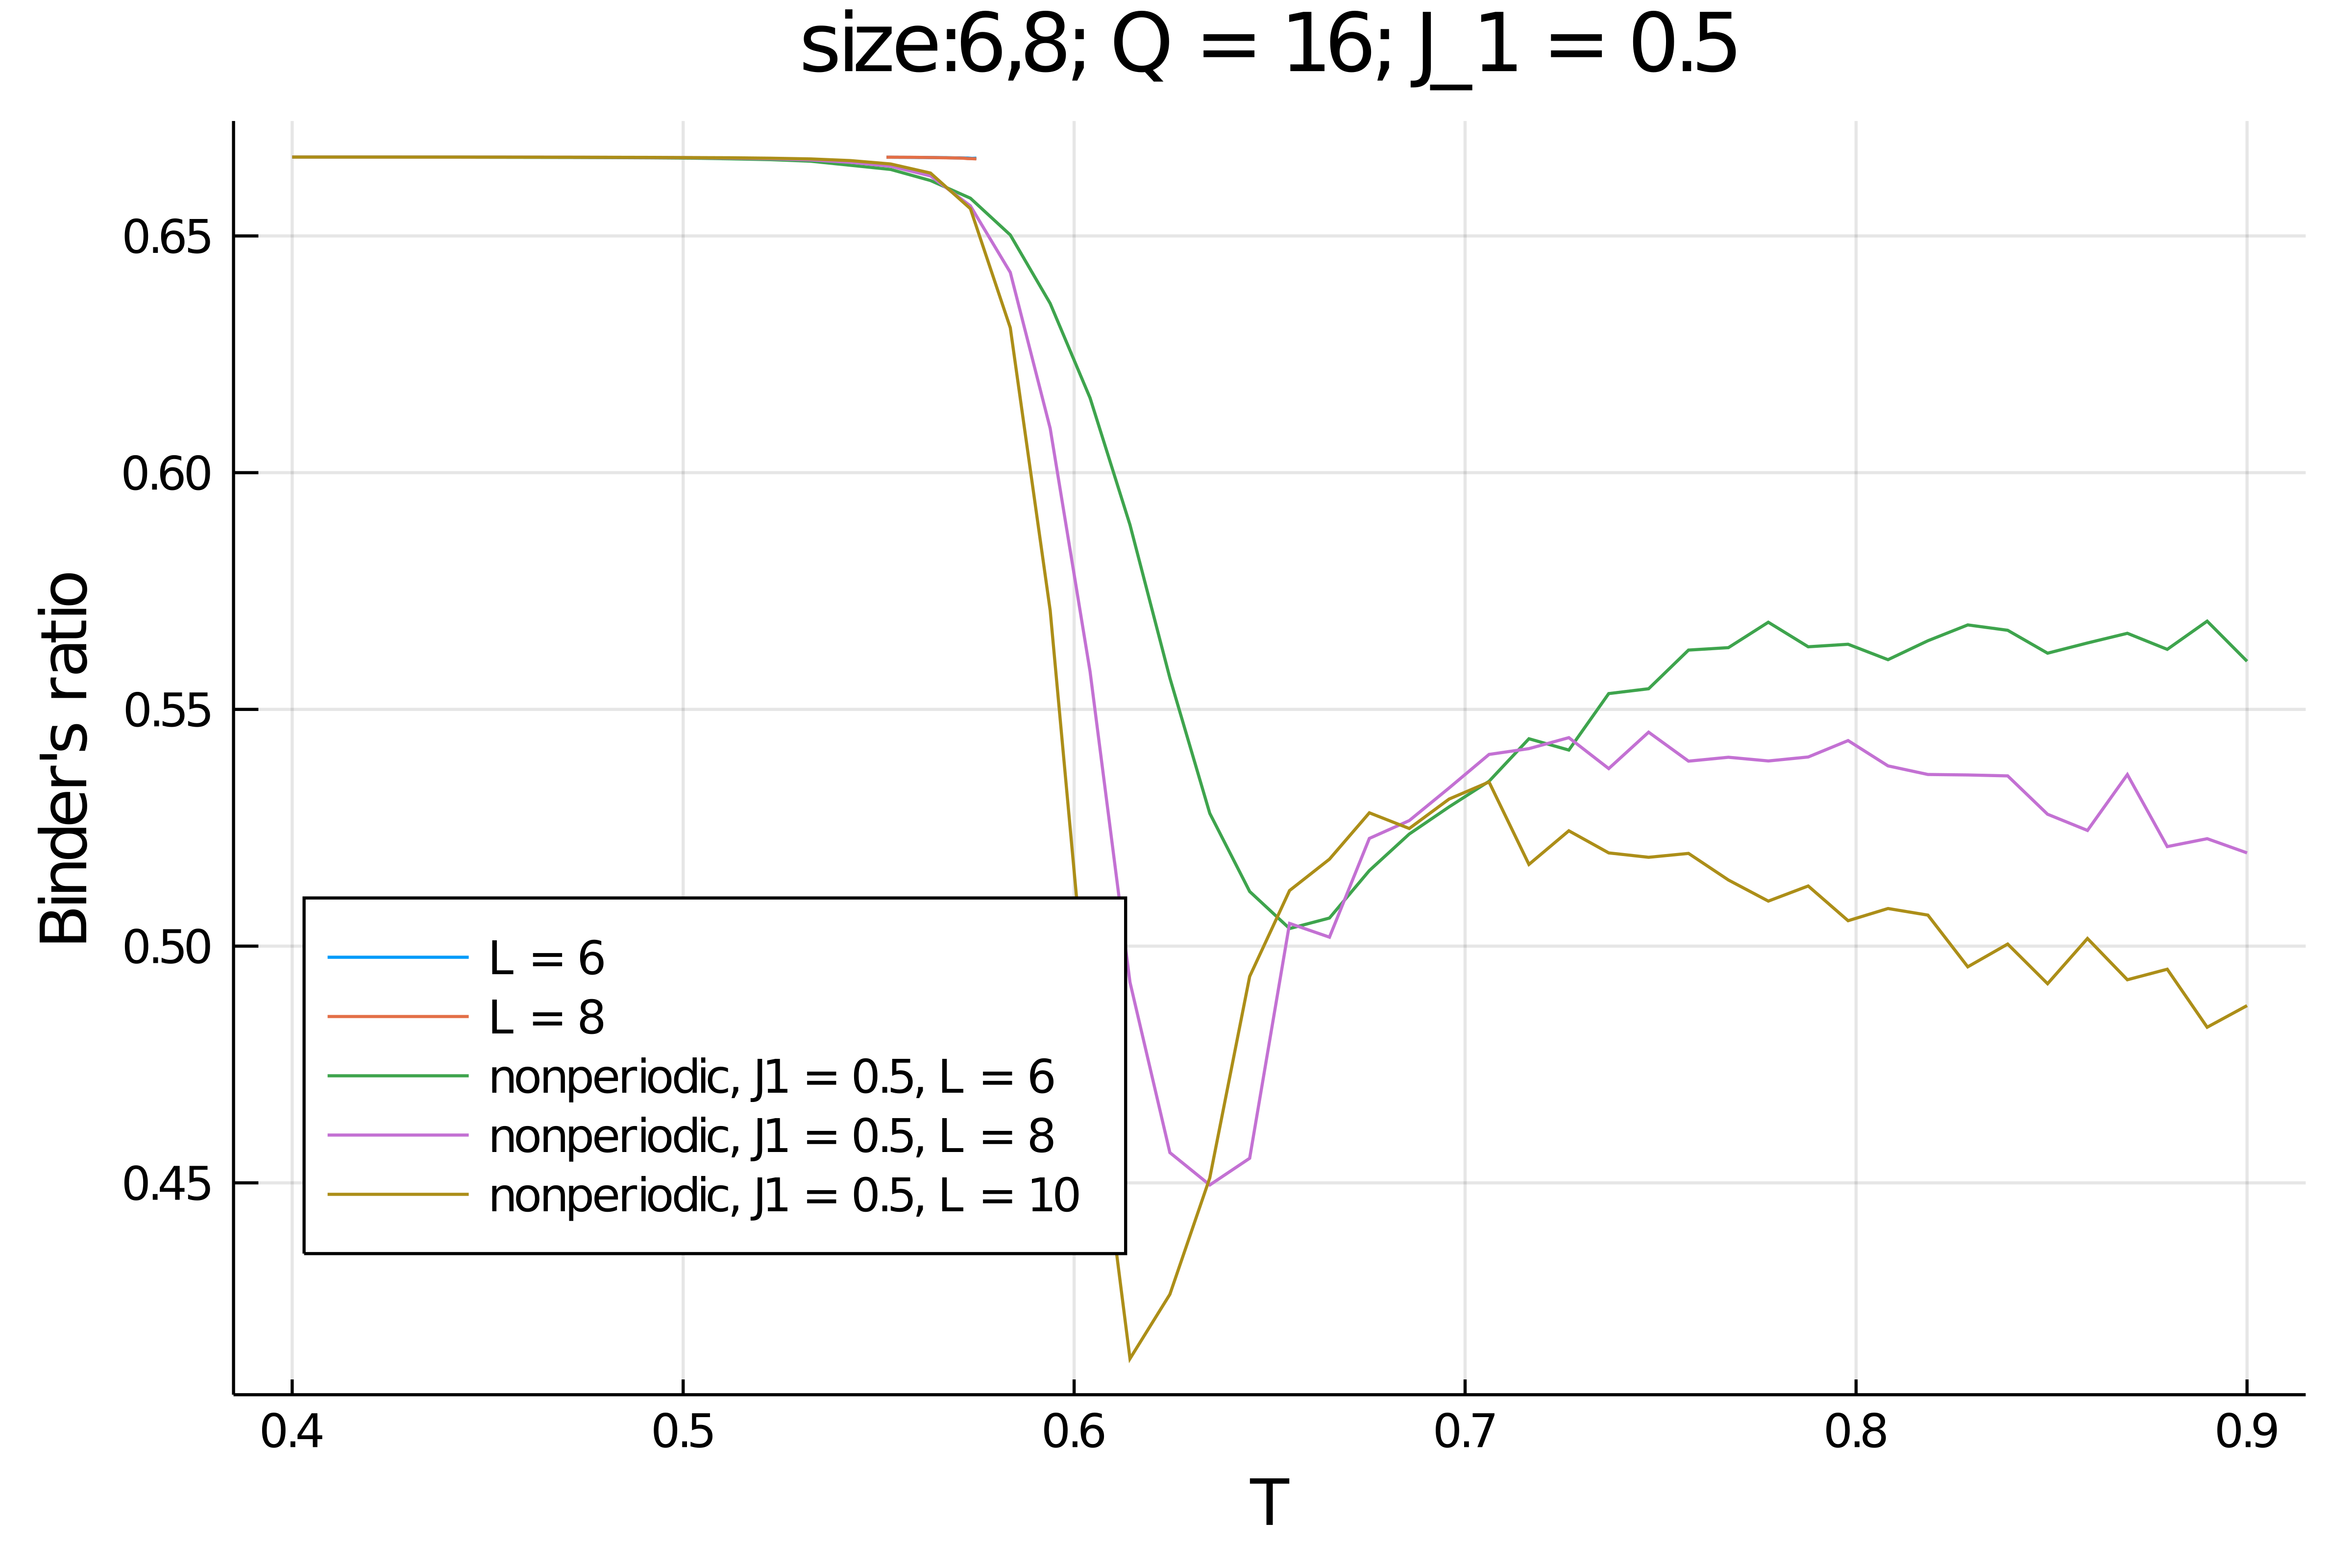 size:6,8; Q = 16; J_1 = 0.5
Binder's ratio
0.65
0.60
0.55
0.50
0.45
L = 6
L = 8
nonperiodic, J1 = 0.5, L = 6
nonperiodic, J1 = 0.5, L = 8
nonperiodic, J1 = 0.5, L = 10
0.4 0.5 0.6 0.7 0.8 0.9
T